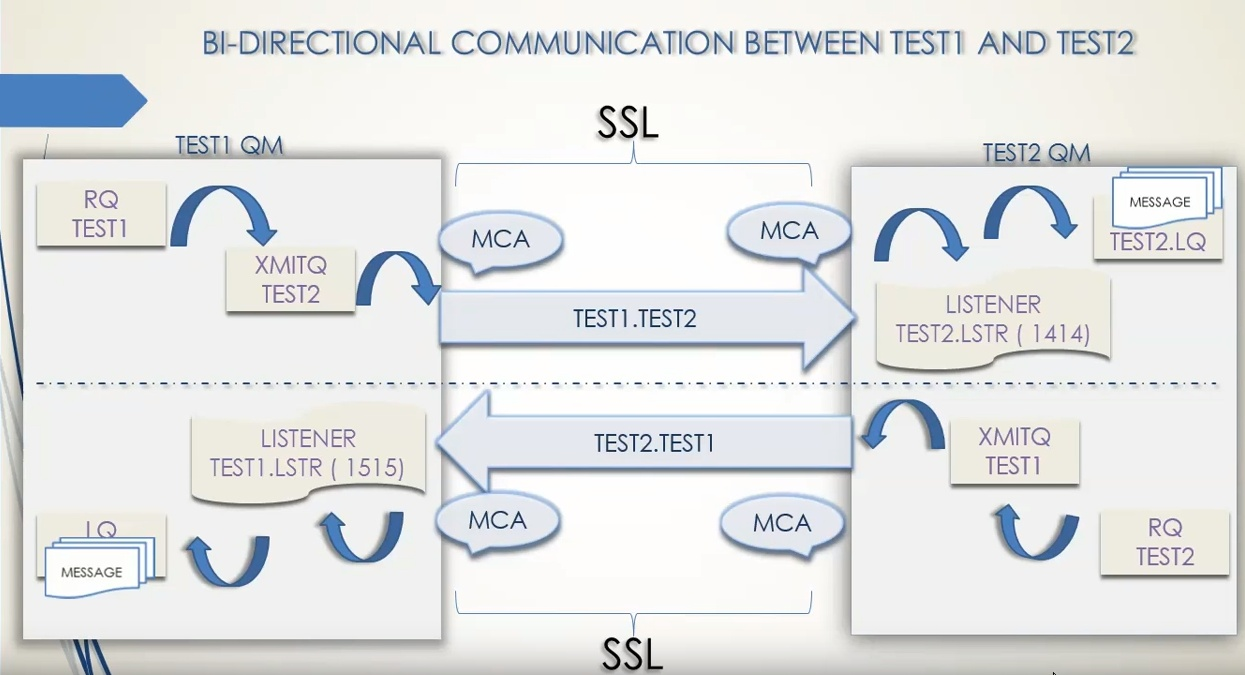 BI-DIRECTIONAL COMMUNICATION BETWEEN TEST1 AND TEST2
SSL
TEST1 QM
TEST2 QM
RQ
TEST1
XMITQ
TEST2
MCA
MCA
TEST1.TEST2
LISTENER
TEST2.LSTR ( 1414)
MESSAGE
TEST2.LQ
LISTENER
TEST1.LSTR ( 1515)
LQ
MESSAGE
TEST2.TEST1
MCA
MCA
XMITQ
TEST1
RQ
TEST2
SSL